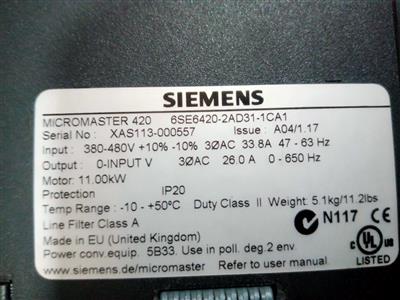 SIEMENS
MICROMASTER 420 6SE6420-2AD31-1CA1
Serial No : XAS113-000557 Issue : A04/1.17
Input : 380-480V +10% -10% 3ØAC 33.8A 47 - 63 Hz
Output : 0-INPUT V 3ØAC 26.0 A 0 - 650 Hz
Motor: 11.00kW
Protection IP20
Temp Range : -10 - +50°C Duty Class II Weight: 5.1kg/11.2lbs
Line Filter Class A
Made in EU (United Kingdom)
Power conv.equip. 5B33. Use in poll. deg.2 env.
www.siemens.de/micromaster Refer to user manual.
N117 CE
c UL US
LISTED